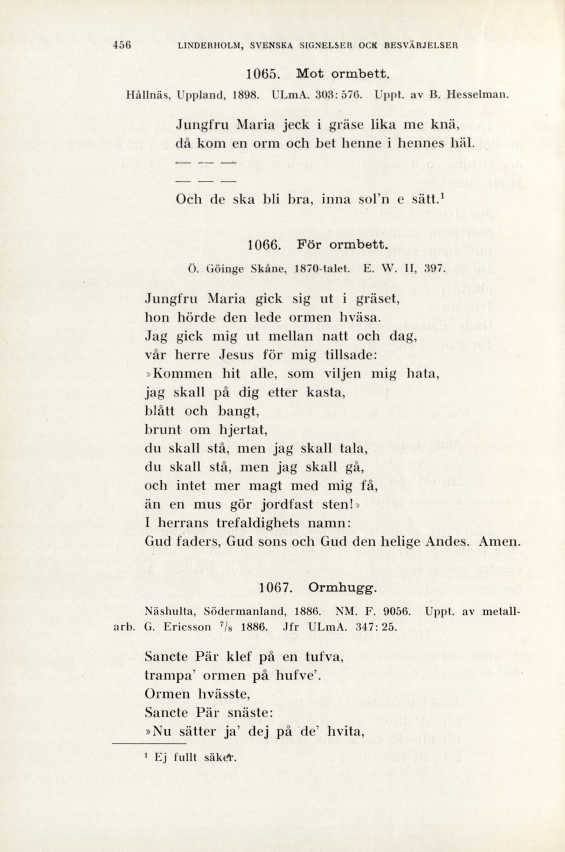 456 LINDERHOLM, SVENSKA SIGNELSER OCK BESVÄRJELSER
1065. Mot ormbett.
Hållnäs, Uppland, 1898. ULmA. 303: 576. Uppt. av B. Hesselman.
Jungfru Maria jeck i gräse lika me knä,
då kom en orm och bet henne i hennes häl.
— — —
— — —
Och de ska bli bra, inna sol'n e sätt.¹
1066. För ormbett.
Ö. Göinge Skåne, 1870-talet. E. W. II, 397.
Jungfru Maria gick sig ut i gräset,
hon hörde den lede ormen hväsa.
Jag gick mig ut mellan natt och dag,
vår herre Jesus för mig tillsade:
»Kommen hit alle, som viljen mig hata,
jag skall på dig etter kasta,
blått och bangt,
brunt om hjertat,
du skall stå, men jag skall tala,
du skall stå, men jag skall gå,
och intet mer magt med mig få,
än en mus gör jordfast sten!»
I herrans trefaldighets namn:
Gud faders, Gud sons och Gud den helige Andes. Amen.
1067. Ormhugg.
Näshulta, Södermanland, 1886. NM. F. 9056. Uppt. av metall-
arb. G. Ericsson ⁷/₈ 1886. Jfr ULmA. 347: 25.
Sancte Pär klef på en tufva,
trampa' ormen på hufve'.
Ormen hvässte,
Sancte Pär snäste:
»Nu sätter ja' dej på de' hvita,
¹ Ej fullt säker.